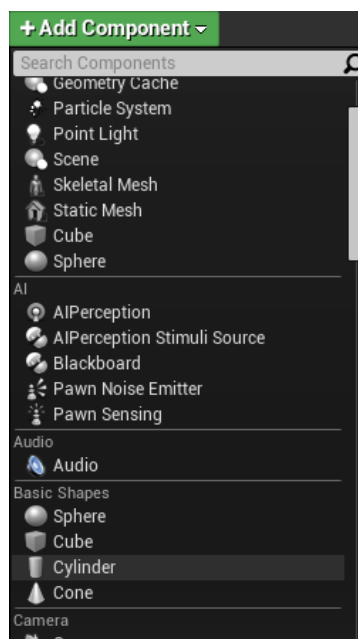 + Add Component
Search Components
Geometry Cache
Particle System
Point Light
Scene
Skeletal Mesh
Static Mesh
Cube
Sphere
AI
AIPerception
AIPerception Stimuli Source
Blackboard
Pawn Noise Emitter
Pawn Sensing
Audio
Audio
Basic Shapes
Sphere
Cube
Cylinder
Cone
Camera